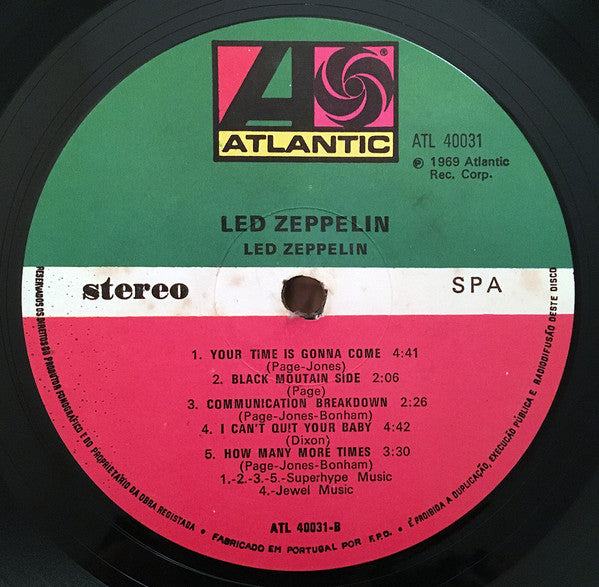 ATLANTIC
®
ATL 40031
℗ 1969 Atlantic
Rec. Corp.
LED ZEPPELIN
LED ZEPPELIN
stereo
SPA
1. YOUR TIME IS GONNA COME 4:41
(Page-Jones)
2. BLACK MOUTAIN SIDE 2:06
(Page)
3. COMMUNICATION BREAKDOWN 2:26
(Page-Jones-Bonham)
4. I CAN'T QUIT YOUR BABY 4:42
(Dixon)
5. HOW MANY MORE TIMES 3:30
(Page-Jones-Bonham)
1.-2.-3.-5.-Superhype Music
4.-Jewel Music
ATL 40031-B
RESERVADOS OS DIREITOS DO PRODUTOR FONOGRÁFICO E DO PROPRIETÁRIO DA OBRA REGISTADA • FABRICADO EM PORTUGAL POR F.P.D. • É PROIBIDA A DUPLICAÇÃO, EXECUÇÃO PÚBLICA E RADIODIFUSÃO DESTE DISCO